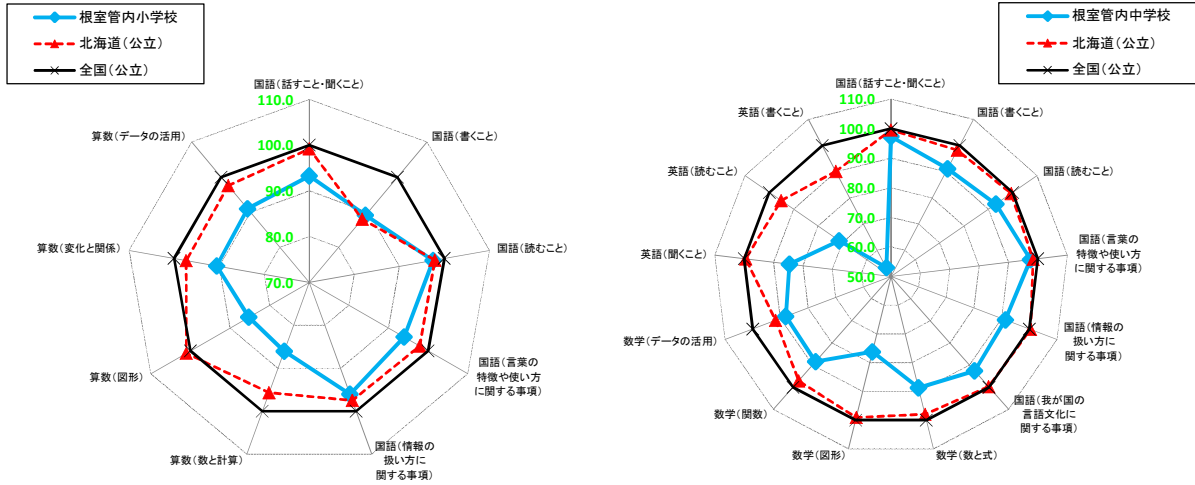 根室管内小学校
北海道(公立)
全国(公立)
国語(話すこと・聞くこと)
国語(書くこと)
国語(読むこと)
国語(言葉の
特徴や使い方
に関する事項)
国語(情報の
扱い方に
関する事項)
算数(数と計算)
算数(図形)
算数(変化と関係)
算数(データの活用)
110.0
100.0
90.0
80.0
70.0
根室管内中学校
北海道(公立)
全国(公立)
国語(話すこと・聞くこと)
国語(書くこと)
国語(読むこと)
国語(言葉の
特徴や使い方
に関する事項)
国語(情報の
扱い方に
関する事項)
国語(我が国の
言語文化に
関する事項)
数学(数と式)
数学(図形)
数学(関数)
数学(データの活用)
英語(聞くこと)
英語(読むこと)
英語(書くこと)
110.0
100.0
90.0
80.0
70.0
60.0
50.0